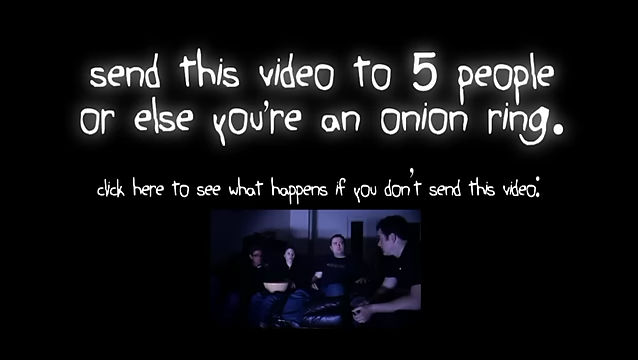 send this video to 5 people
or else you're an onion ring.
click here to see what happens if you don't send this video: